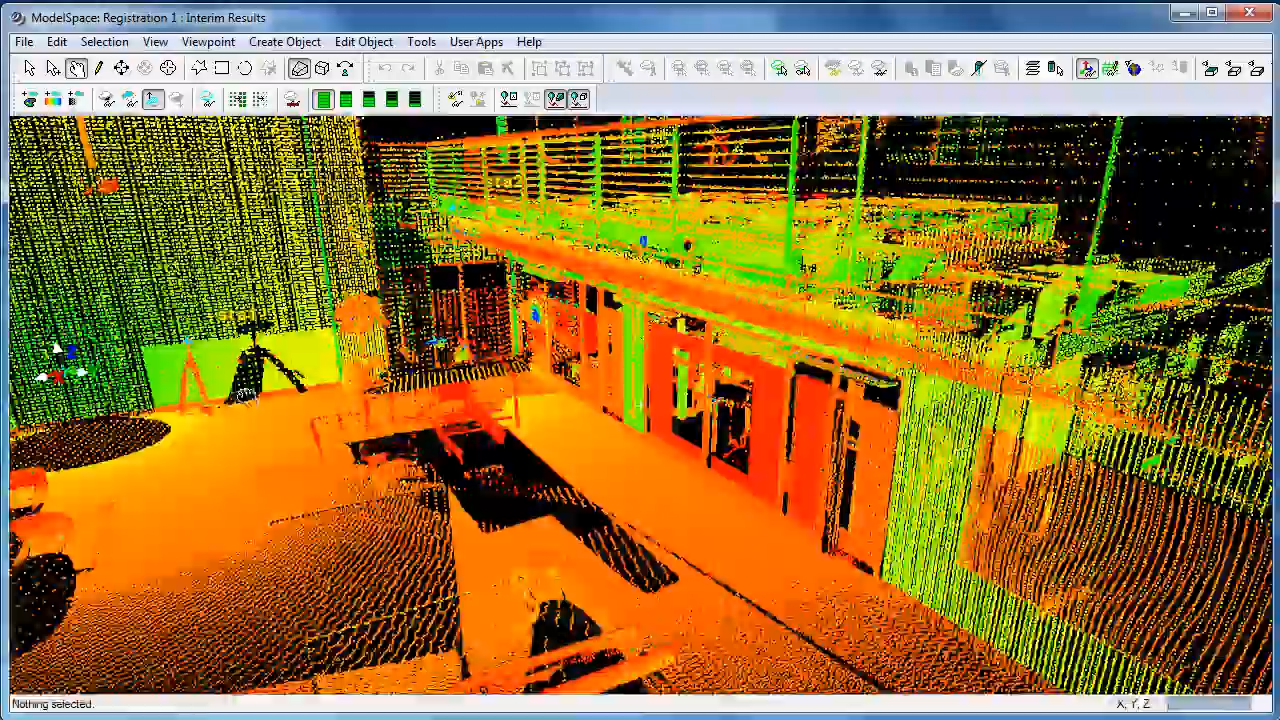 ModelSpace: Registration 1 : Interim Results
File Edit Selection View Viewpoint Create Object Edit Object Tools User Apps Help
Nothing selected.
X, Y, Z